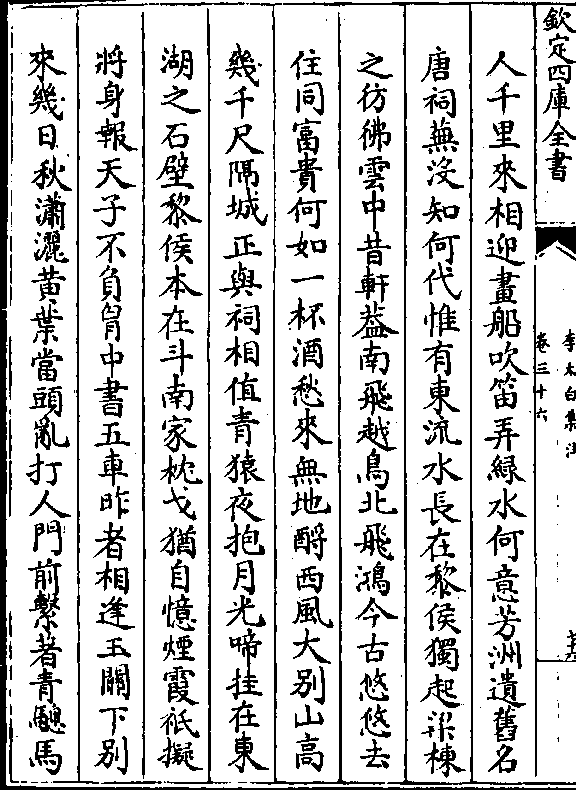 欽定四庫全書
李太白集注
卷三十六
人千里來相迎畫船吹笛弄綠水何意芳洲遺舊名
唐祠蕪沒知何代惟有東流水長在黎侯獨起梁棟
之彷彿雲中昔軒葢南飛越鳥北飛鴻今古悠悠去
住同富貴何如一杯酒愁來無地酹西風大别山高
幾千尺隔城正與祠相值青猿夜抱月光啼挂在東
湖之石壁黎侯本在斗南家枕戈猶自憶煙霞秪擬
將身報天子不負胷中書五車昨者相逢玉關下别
來幾日秋瀟灑黄葉當頭亂打人門前繫著青驄馬